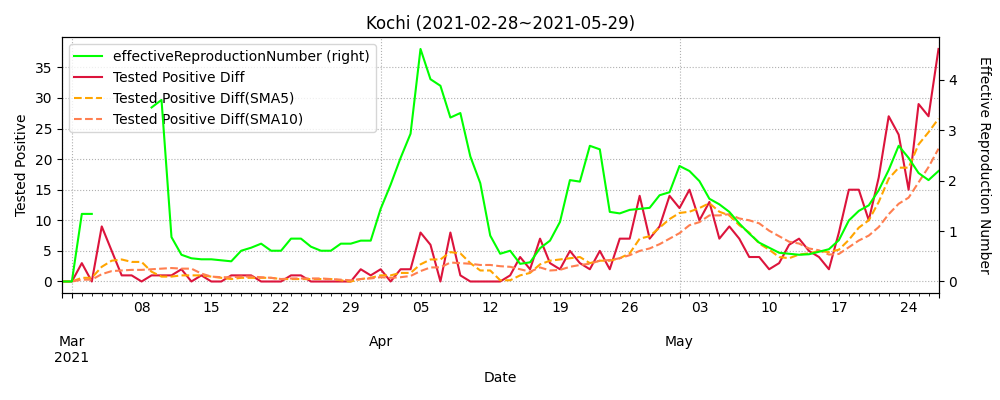 Kochi (2021-02-28~2021-05-29)
effectiveReproductionNumber (right)
Tested Positive Diff
Tested Positive Diff(SMA5)
Tested Positive Diff(SMA10)
Tested Positive
35
30
25
20
15
10
5
0
4
3
2
1
0
Effective Reproduction Number
08 15 22 29 05 12 19 26 03 10 17 24
Mar Apr May
2021
Date